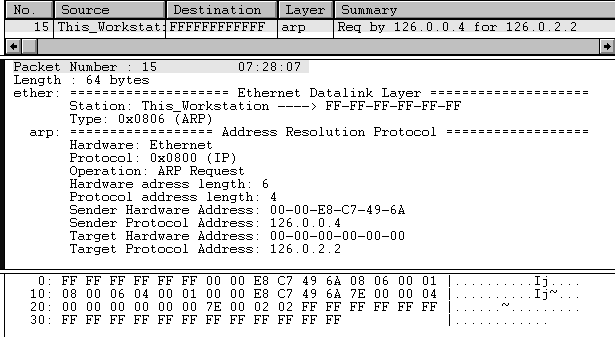 No. Source Destination Layer Summary
15 This_Workstat: FFFFFFFFFFFF arp Req by 126.0.0.4 for 126.0.2.2
Packet Number : 15 07:28:07
Length : 64 bytes
ether: ==================== Ethernet Datalink Layer ====================
Station: This_Workstation ----> FF-FF-FF-FF-FF-FF
Type: 0x0806 (ARP)
arp: ================== Address Resolution Protocol ==================
Hardware: Ethernet
Protocol: 0x0800 (IP)
Operation: ARP Request
Hardware adress length: 6
Protocol address length: 4
Sender Hardware Address: 00-00-E8-C7-49-6A
Sender Protocol Address: 126.0.0.4
Target Hardware Address: 00-00-00-00-00-00
Target Protocol Address: 126.0.2.2
0: FF FF FF FF FF FF 00 00 E8 C7 49 6A 08 06 00 01 |..........Ij....
10: 08 00 06 04 00 01 00 00 E8 C7 49 6A 7E 00 00 04 |..........Ij~...
20: 00 00 00 00 00 00 7E 00 02 02 FF FF FF FF FF FF |......~.........
30: FF FF FF FF FF FF FF FF FF FF FF FF |............